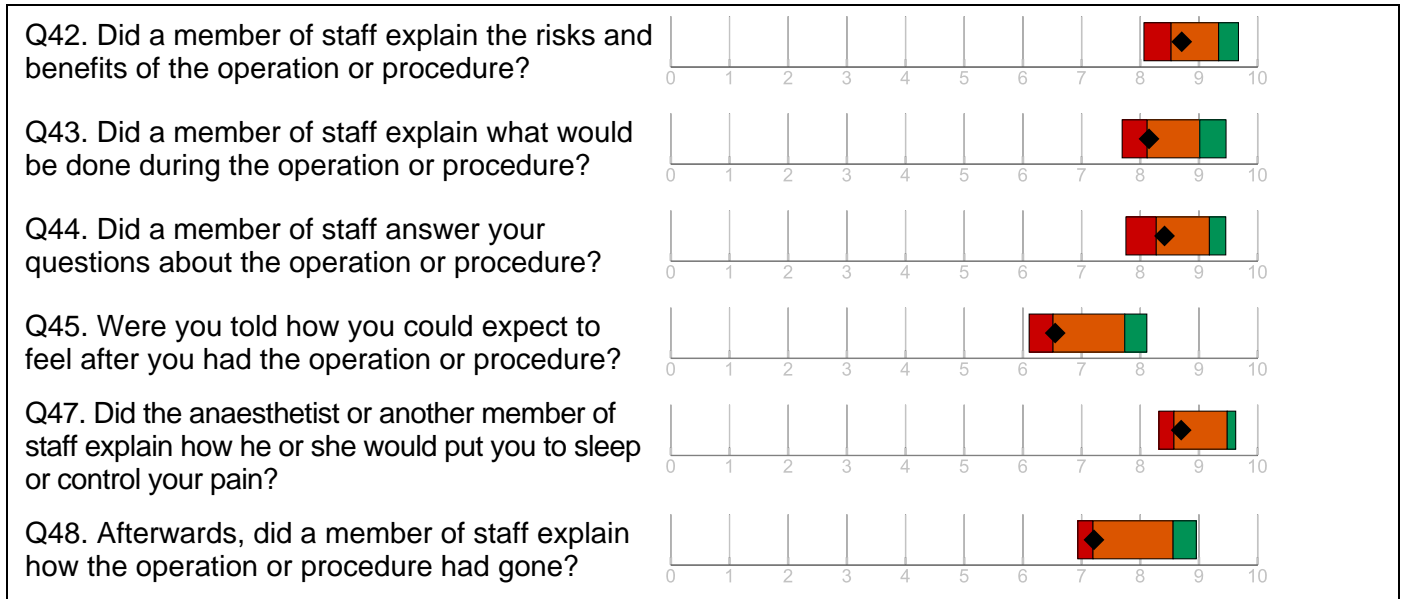 Q42. Did a member of staff explain the risks and
benefits of the operation or procedure?
0 1 2 3 4 5 6 7 8 9 10
Q43. Did a member of staff explain what would
be done during the operation or procedure?
0 1 2 3 4 5 6 7 8 9 10
Q44. Did a member of staff answer your
questions about the operation or procedure?
0 1 2 3 4 5 6 7 8 9 10
Q45. Were you told how you could expect to
feel after you had the operation or procedure?
0 1 2 3 4 5 6 7 8 9 10
Q47. Did the anaesthetist or another member of
staff explain how he or she would put you to sleep
or control your pain?
0 1 2 3 4 5 6 7 8 9 10
Q48. Afterwards, did a member of staff explain
how the operation or procedure had gone?
0 1 2 3 4 5 6 7 8 9 10